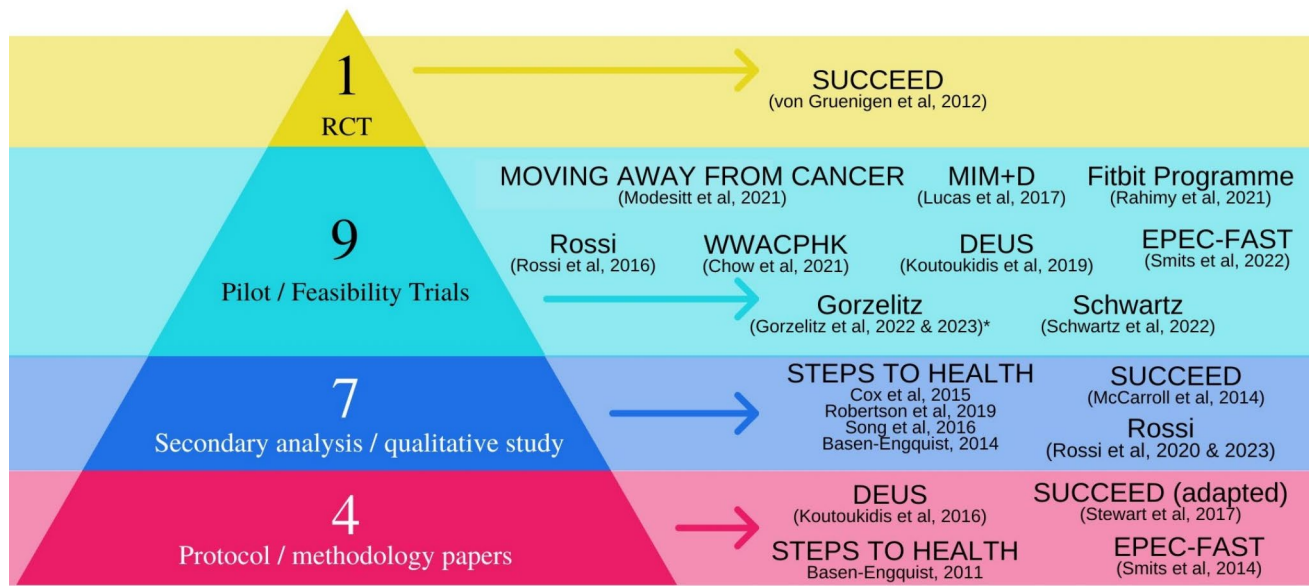 1
RCT
SUCCEED
(von Gruenigen et al, 2012)
9
Pilot / Feasibility Trials
MOVING AWAY FROM CANCER
(Modesitt et al, 2021)
MIM+D
(Lucas et al, 2017)
Fitbit Programme
(Rahimy et al, 2021)
Rossi
(Rossi et al, 2016)
WWACPHK
(Chow et al, 2021)
DEUS
(Koutoukidis et al, 2019)
EPEC-FAST
(Smits et al, 2022)
Gorzelitz
(Gorzelitz et al, 2022 & 2023)*
Schwartz
(Schwartz et al, 2022)
7
Secondary analysis / qualitative study
STEPS TO HEALTH
Cox et al, 2015
Robertson et al, 2019
Song et al, 2016
Basen-Engquist, 2014
SUCCEED
(McCarroll et al, 2014)
Rossi
(Rossi et al, 2020 & 2023)
4
Protocol / methodology papers
DEUS
(Koutoukidis et al, 2016)
SUCCEED (adapted)
(Stewart et al, 2017)
STEPS TO HEALTH
Basen-Engquist, 2011
EPEC-FAST
(Smits et al, 2014)